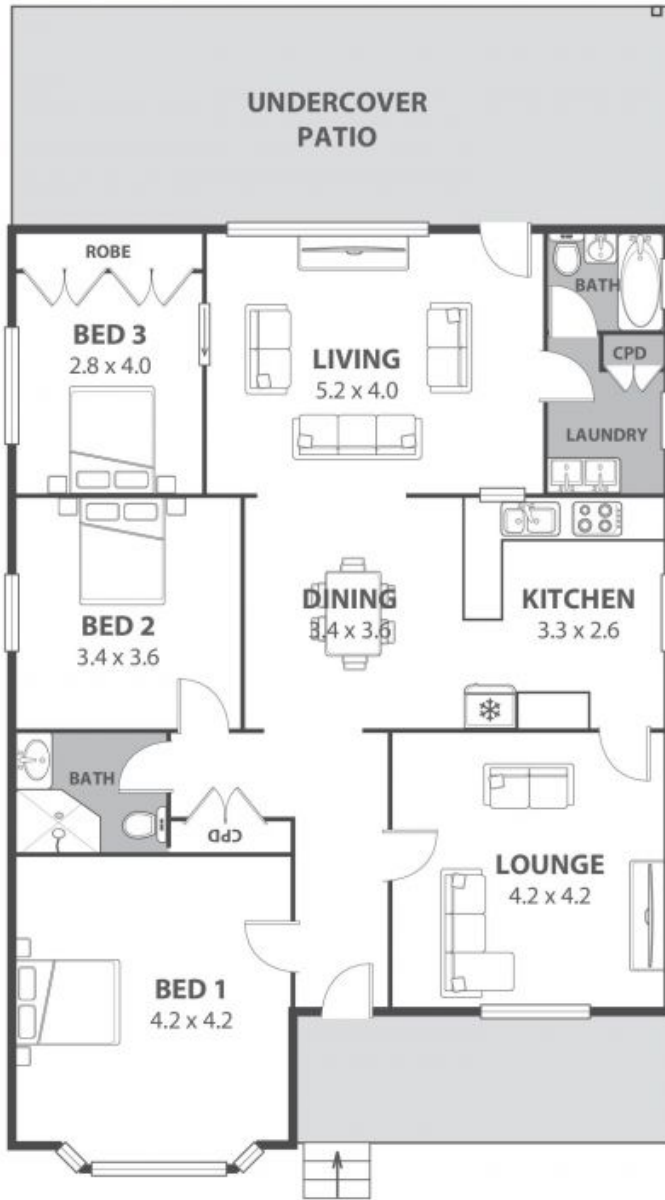 UNDERCOVER
PATIO
ROBE
BED 3
2.8 x 4.0
LIVING
5.2 x 4.0
BATH
CPD
LAUNDRY
BED 2
3.4 x 3.6
DINING
3.4 x 3.6
KITCHEN
3.3 x 2.6
BATH
CPD
LOUNGE
4.2 x 4.2
BED 1
4.2 x 4.2